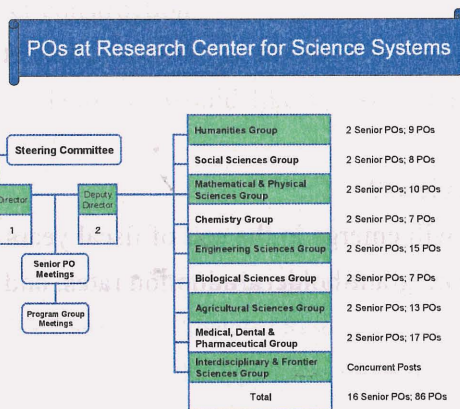 POs at Research Center for Science Systems
Steering Committee
Director
1
Deputy
Director
2
Senior PO
Meetings
Program Group
Meetings
Humanities Group 2 Senior POs; 9 POs
Social Sciences Group 2 Senior POs; 8 POs
Mathematical & Physical
Sciences Group 2 Senior POs; 10 POs
Chemistry Group 2 Senior POs; 7 POs
Engineering Sciences Group 2 Senior POs; 15 POs
Biological Sciences Group 2 Senior POs; 7 POs
Agricultural Sciences Group 2 Senior POs; 13 POs
Medical, Dental &
Pharmaceutical Group 2 Senior POs; 17 POs
Interdisciplinary & Frontier
Sciences Group Concurrent Posts
Total 16 Senior POs; 86 POs